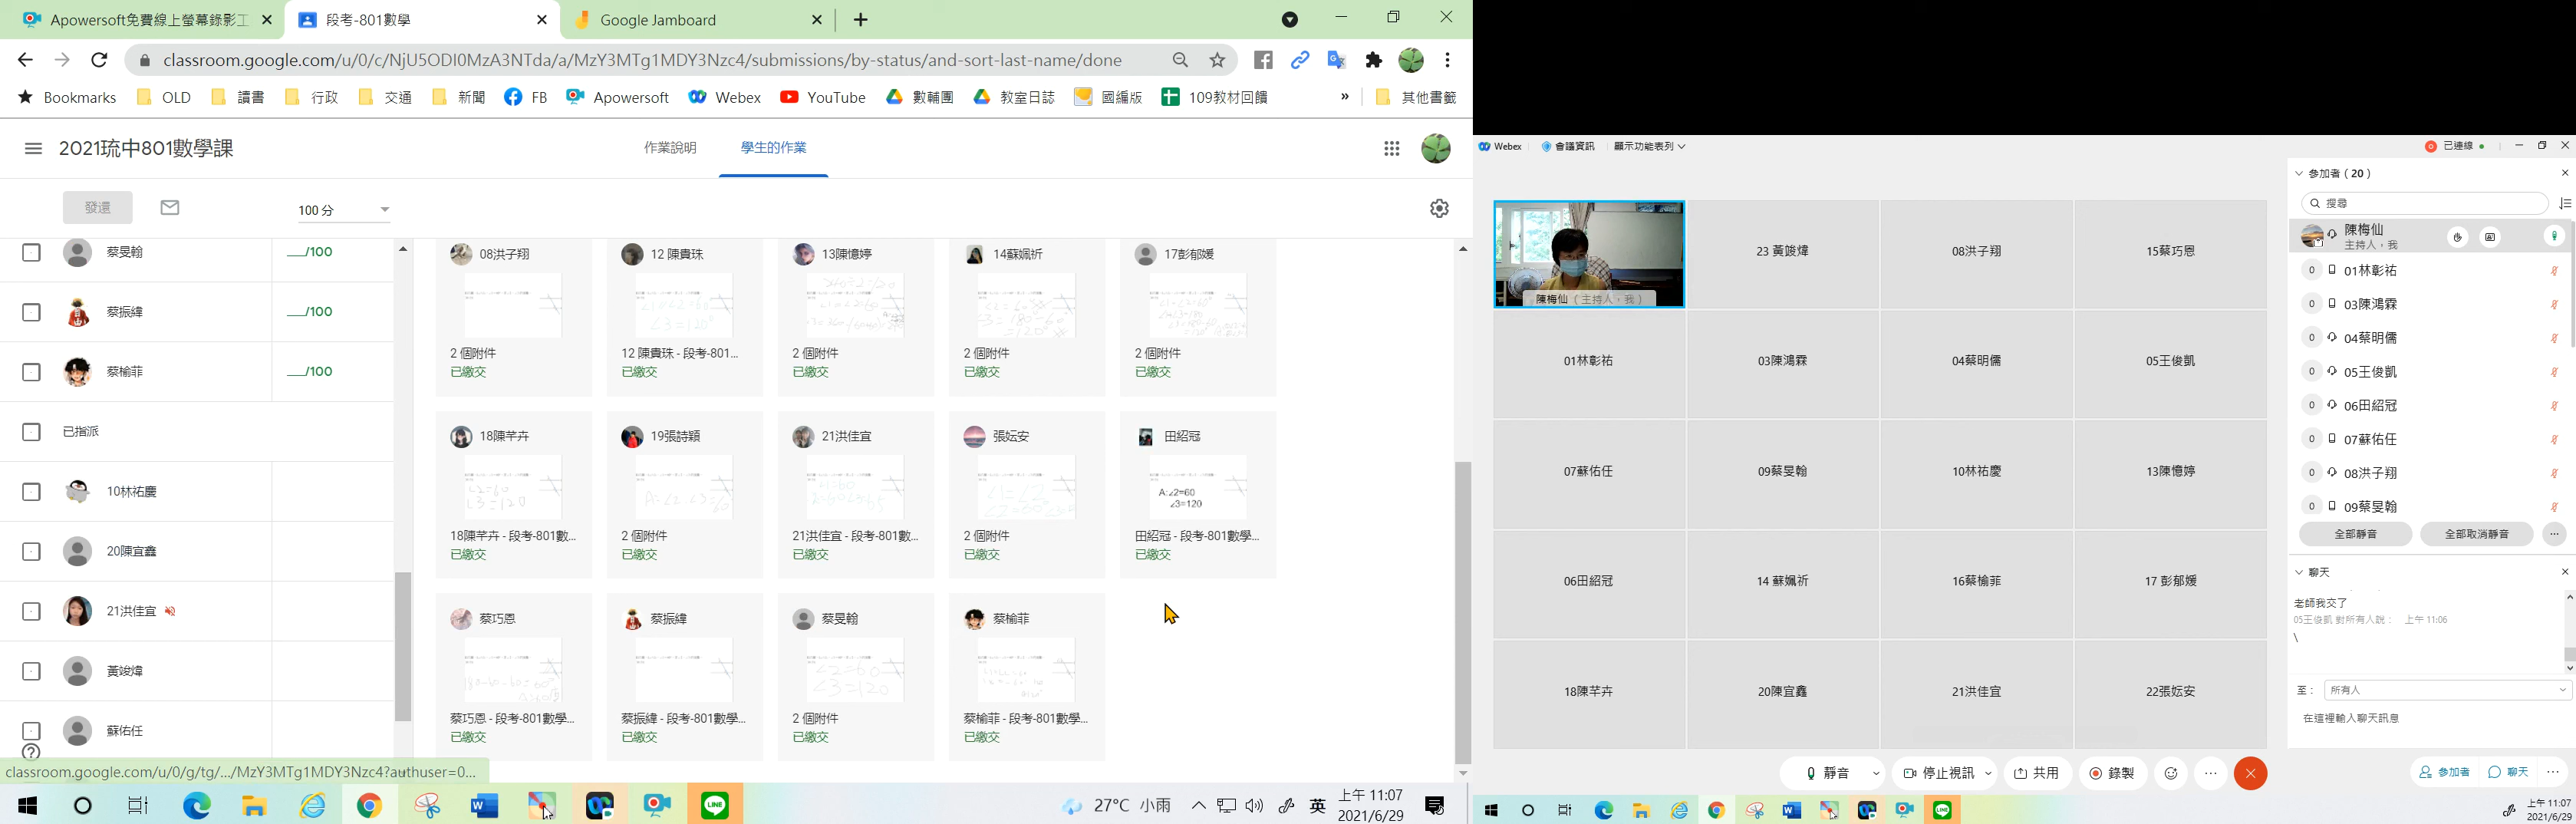 Apowersoft免費線上螢幕錄影工
段考-801數學
Google Jamboard
classroom.google.com/u/0/c/NjU5ODI0MzA3NTda/a/MzY3MTg1MDY3Nzc4/submissions/by-status/and-sort-last-name/done
Bookmarks OLD 讀書 行政 交通 新聞 FB Apowersoft Webex YouTube 數輔團 教室日誌 國編版 109教材回饋 » 其他書籤
2021琉中801數學課
作業說明 學生的作業
發還 100 分
蔡旻翰 /100
蔡振緯 /100
蔡榆菲 /100
已指派
10林祐慶
20陳宜鑫
21洪佳宜
黃竣煒
蘇佑任
08洪子翔 12 陳貴珠 13陳憶婷 14蘇姵祈 17彭郁媛
∠1=∠2=60
∠3=120°
2 個附件 12 陳貴珠 - 段考-801... 2 個附件 2 個附件 2 個附件
已繳交 已繳交 已繳交 已繳交 已繳交
18陳芊卉 19張詩穎 21洪佳宜 張妘安 田紹冠
∠2=60
∠3=120
A:∠2=60
∠3=120
18陳芊卉 - 段考-801數... 2 個附件 21洪佳宜 - 段考-801數... 2 個附件 田紹冠 - 段考-801數學...
已繳交 已繳交 已繳交 已繳交 已繳交
蔡巧恩 蔡振緯 蔡旻翰 蔡榆菲
∠2=60
∠3=120
蔡巧恩 - 段考-801數學... 蔡振緯 - 段考-801數... 2 個附件 蔡榆菲 - 段考-801數學...
已繳交 已繳交 已繳交 已繳交
classroom.google.com/u/0/g/tg/.../MzY3MTg1MDY3Nzc4?authuser=0...
27°C 小雨 英 上午 11:07
2021/6/29
Webex 會議資訊 顯示功能表列 已連線
陳梅仙 (主持人，我)
23 黃竣煒 08洪子翔 15蔡巧恩
01林彰祐 03陳鴻霖 04蔡明儒 05王俊凱
07蘇佑任 09蔡旻翰 10林祐慶 13陳憶婷
06田紹冠 14 蘇姵祈 16蔡榆菲 17 彭郁媛
18陳芊卉 20陳宜鑫 21洪佳宜 22張妘安
靜音 停止視訊 共用 錄製
參加者 (20)
搜尋
陳梅仙
主持人，我
01林彰祐
03陳鴻霖
04蔡明儒
05王俊凱
06田紹冠
07蘇佑任
08洪子翔
09蔡旻翰
全部靜音 全部取消靜音
聊天
老師我交了
05王俊凱 對所有人說： 上午 11:06
\
至： 所有人
在這裡輸入聊天訊息
參加者 聊天
上午 11:07
2021/6/29